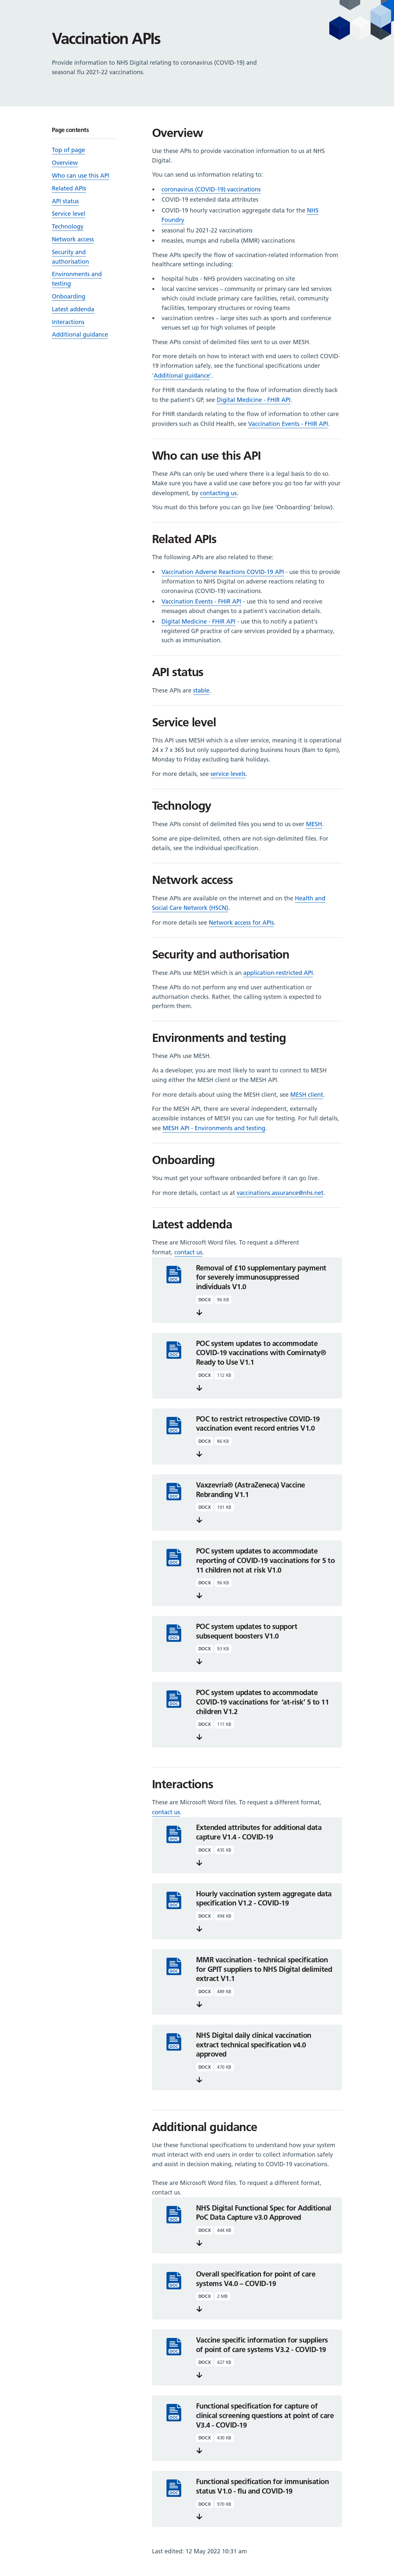 Vaccination APIs
Provide information to NHS Digital relating to coronavirus (COVID-19) and
seasonal flu 2021-22 vaccinations.
Page contents
Top of page
Overview
Who can use this API
Related APIs
API status
Service level
Technology
Network access
Security and
authorisation
Environments and
testing
Onboarding
Latest addenda
Interactions
Additional guidance
Overview
Use these APIs to provide vaccination information to us at NHS
Digital.
You can send us information relating to:
• coronavirus (COVID-19) vaccinations
• COVID-19 extended data attributes
• COVID-19 hourly vaccination aggregate data for the NHS
Foundry
• seasonal flu 2021-22 vaccinations
• measles, mumps and rubella (MMR) vaccinations
These APIs specify the flow of vaccination-related information from
healthcare settings including:
• hospital hubs - NHS providers vaccinating on site
• local vaccine services – community or primary care led services
which could include primary care facilities, retail, community
facilities, temporary structures or roving teams
• vaccination centres – large sites such as sports and conference
venues set up for high volumes of people
These APIs consist of delimited files sent to us over MESH.
For more details on how to interact with end users to collect COVID-
19 information safely, see the functional specifications under
'Additional guidance'.
For FHIR standards relating to the flow of information directly back
to the patient's GP, see Digital Medicine - FHIR API.
For FHIR standards relating to the flow of information to other care
providers such as Child Health, see Vaccination Events - FHIR API.
Who can use this API
These APIs can only be used where there is a legal basis to do so.
Make sure you have a valid use case before you go too far with your
development, by contacting us.
You must do this before you can go live (see 'Onboarding' below).
Related APIs
The following APIs are also related to these:
• Vaccination Adverse Reactions COVID-19 API - use this to provide
information to NHS Digital on adverse reactions relating to
coronavirus (COVID-19) vaccinations.
• Vaccination Events - FHIR API - use this to send and receive
messages about changes to a patient's vaccination details.
• Digital Medicine - FHIR API - use this to notify a patient's
registered GP practice of care services provided by a pharmacy,
such as immunisation.
API status
These APIs are stable.
Service level
This API uses MESH which is a silver service, meaning it is operational
24 x 7 x 365 but only supported during business hours (8am to 6pm),
Monday to Friday excluding bank holidays.
For more details, see service levels.
Technology
These APIs consist of delimited files you send to us over MESH.
Some are pipe-delimited, others are not-sign-delimited files. For
details, see the individual specification.
Network access
These APIs are available on the internet and on the Health and
Social Care Network (HSCN).
For more details see Network access for APIs.
Security and authorisation
These APIs use MESH which is an application-restricted API.
These APIs do not perform any end user authentication or
authorisation checks. Rather, the calling system is expected to
perform them.
Environments and testing
These APIs use MESH.
As a developer, you are most likely to want to connect to MESH
using either the MESH client or the MESH API.
For more details about using the MESH client, see MESH client.
For the MESH API, there are several independent, externally
accessible instances of MESH you can use for testing. For full details,
see MESH API - Environments and testing.
Onboarding
You must get your software onboarded before it can go live.
For more details, contact us at vaccinations.assurance@nhs.net.
Latest addenda
These are Microsoft Word files. To request a different
format, contact us.
DOC
Removal of £10 supplementary payment
for severely immunosuppressed
individuals V1.0
DOCX 96 KB
DOC
POC system updates to accommodate
COVID-19 vaccinations with Comirnaty®
Ready to Use V1.1
DOCX 112 KB
DOC
POC to restrict retrospective COVID-19
vaccination event record entries V1.0
DOCX 86 KB
DOC
Vaxzevria® (AstraZeneca) Vaccine
Rebranding V1.1
DOCX 101 KB
DOC
POC system updates to accommodate
reporting of COVID-19 vaccinations for 5 to
11 children not at risk V1.0
DOCX 96 KB
DOC
POC system updates to support
subsequent boosters V1.0
DOCX 93 KB
DOC
POC system updates to accommodate
COVID-19 vaccinations for 'at-risk' 5 to 11
children V1.2
DOCX 117 KB
Interactions
These are Microsoft Word files. To request a different format,
contact us.
DOC
Extended attributes for additional data
capture V1.4 - COVID-19
DOCX 435 KB
DOC
Hourly vaccination system aggregate data
specification V1.2 - COVID-19
DOCX 494 KB
DOC
MMR vaccination - technical specification
for GPIT suppliers to NHS Digital delimited
extract V1.1
DOCX 489 KB
DOC
NHS Digital daily clinical vaccination
extract technical specification v4.0
approved
DOCX 470 KB
Additional guidance
Use these functional specifications to understand how your system
must interact with end users in order to collect information safely
and assist in decision making, relating to COVID-19 vaccinations.
These are Microsoft Word files. To request a different format,
contact us.
DOC
NHS Digital Functional Spec for Additional
PoC Data Capture v3.0 Approved
DOCX 444 KB
DOC
Overall specification for point of care
systems V4.0 – COVID-19
DOCX 2 MB
DOC
Vaccine specific information for suppliers
of point of care systems V3.2 - COVID-19
DOCX 427 KB
DOC
Functional specification for capture of
clinical screening questions at point of care
V3.4 - COVID-19
DOCX 430 KB
DOC
Functional specification for immunisation
status V1.0 - flu and COVID-19
DOCX 970 KB
Last edited: 12 May 2022 10:31 am